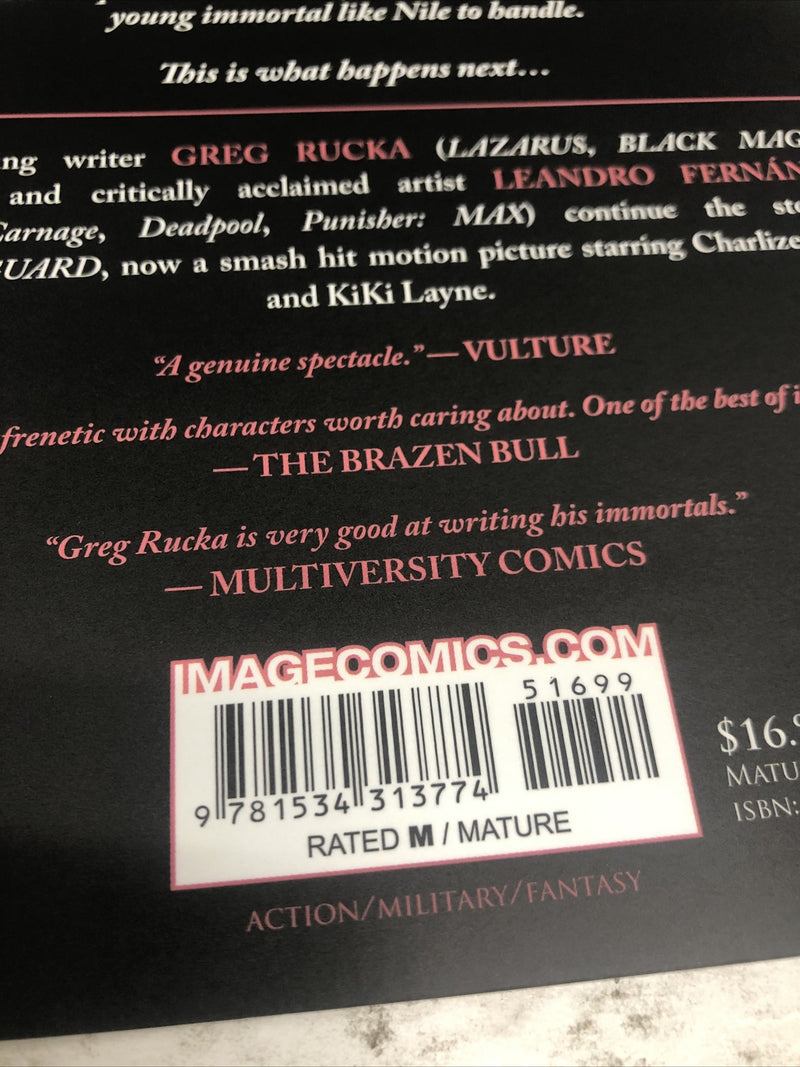 young immortal like Nile to handle.
This is what happens next...
ng writer GREG RUCKA (LAZARUS, BLACK MAG
and critically acclaimed artist LEANDRO FERNÁN
Carnage, Deadpool, Punisher: MAX) continue the sto
GUARD, now a smash hit motion picture starring Charlize
and KiKi Layne.
“A genuine spectacle.”—VULTURE
frenetic with characters worth caring about. One of the best of i
—THE BRAZEN BULL
“Greg Rucka is very good at writing his immortals.”
— MULTIVERSITY COMICS
IMAGECOMICS.COM
51699
9 781534 313774
RATED M / MATURE
$16.9
MATU
ISBN:
ACTION/MILITARY/FANTASY